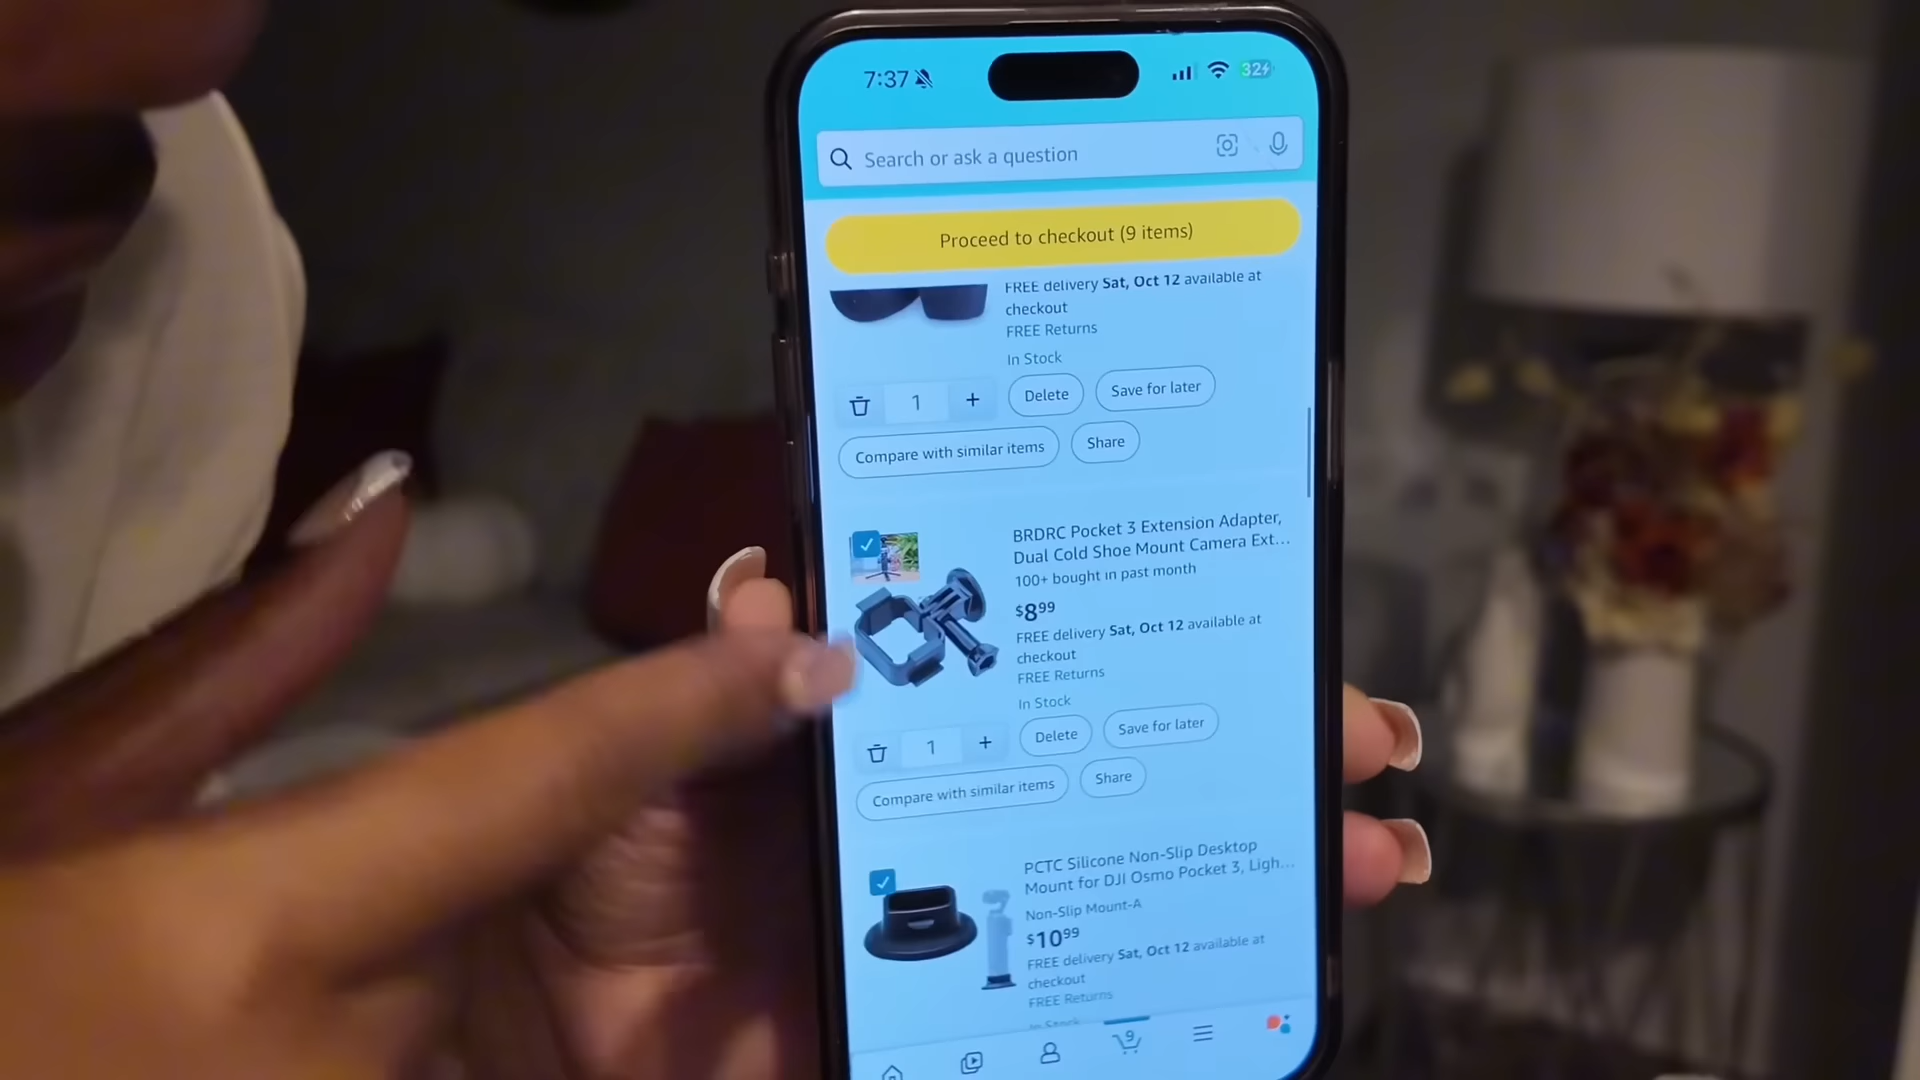 7:37
32
Search or ask a question
Proceed to checkout (9 items)
FREE delivery Sat, Oct 12 available at
checkout
FREE Returns
In Stock
1
Delete
Save for later
Compare with similar items
Share
BRDRC Pocket 3 Extension Adapter,
Dual Cold Shoe Mount Camera Ext...
100+ bought in past month
$899
FREE delivery Sat, Oct 12 available at
checkout
FREE Returns
In Stock
1
Delete
Save for later
Compare with similar items
Share
PCTC Silicone Non-Slip Desktop
Mount for DJI Osmo Pocket 3, Ligh...
Non-Slip Mount-A
$1099
FREE delivery Sat, Oct 12 available at
checkout
FREE Returns
In Stock
9